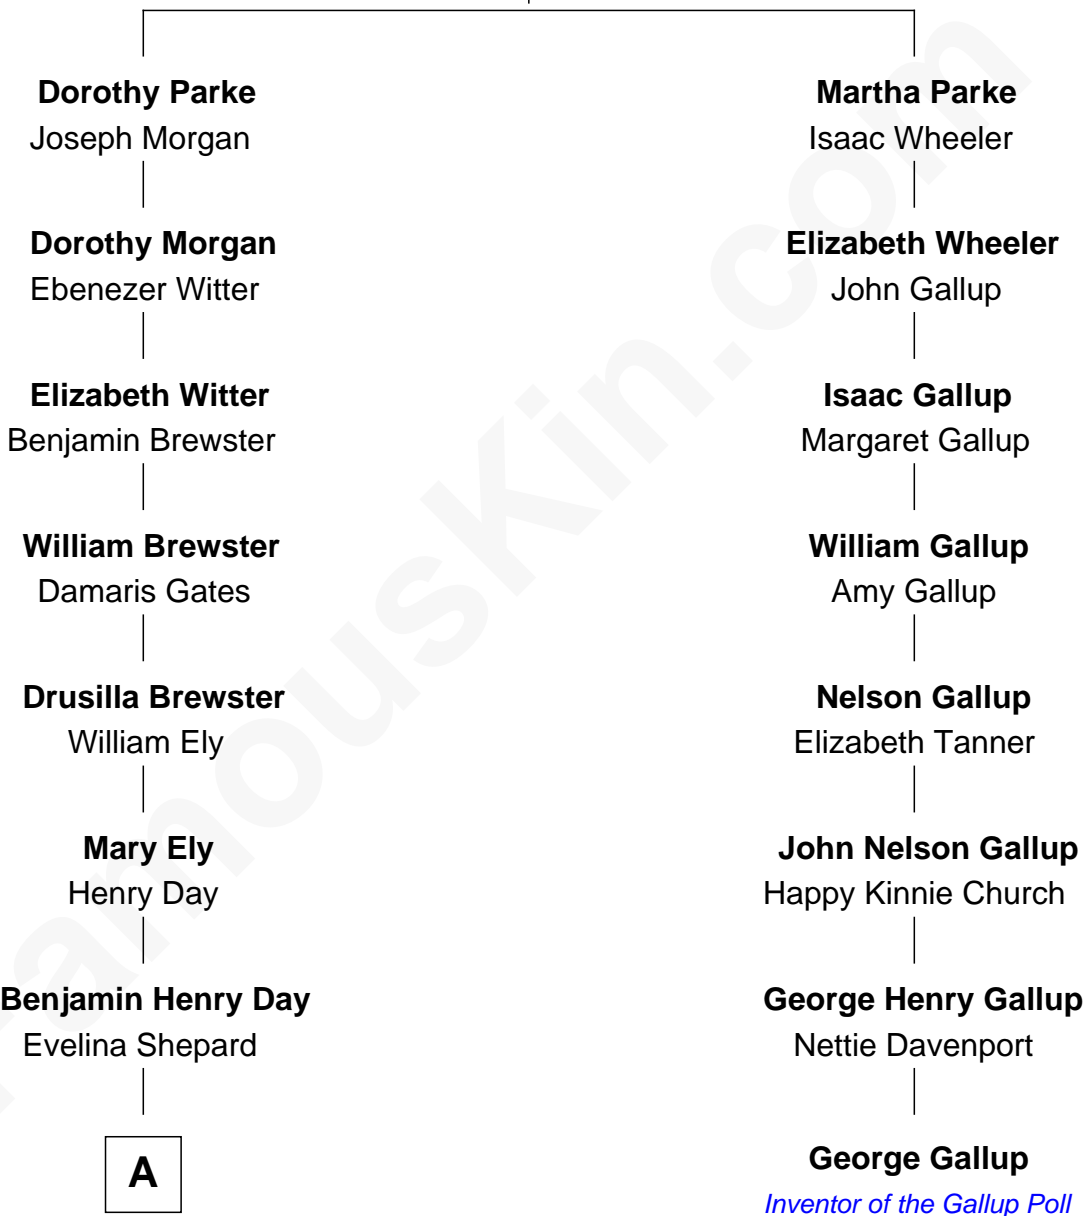 Dorothy Parke
Joseph Morgan
Dorothy Morgan
Ebenezer Witter
Elizabeth Witter
Benjamin Brewster
William Brewster
Damaris Gates
Drusilla Brewster
William Ely
Mary Ely
Henry Day
Benjamin Henry Day
Evelina Shepard
A
Martha Parke
Isaac Wheeler
Elizabeth Wheeler
John Gallup
Isaac Gallup
Margaret Gallup
William Gallup
Amy Gallup
Nelson Gallup
Elizabeth Tanner
John Nelson Gallup
Happy Kinnie Church
George Henry Gallup
Nettie Davenport
George Gallup
Inventor of the Gallup Poll
FamousKin.com